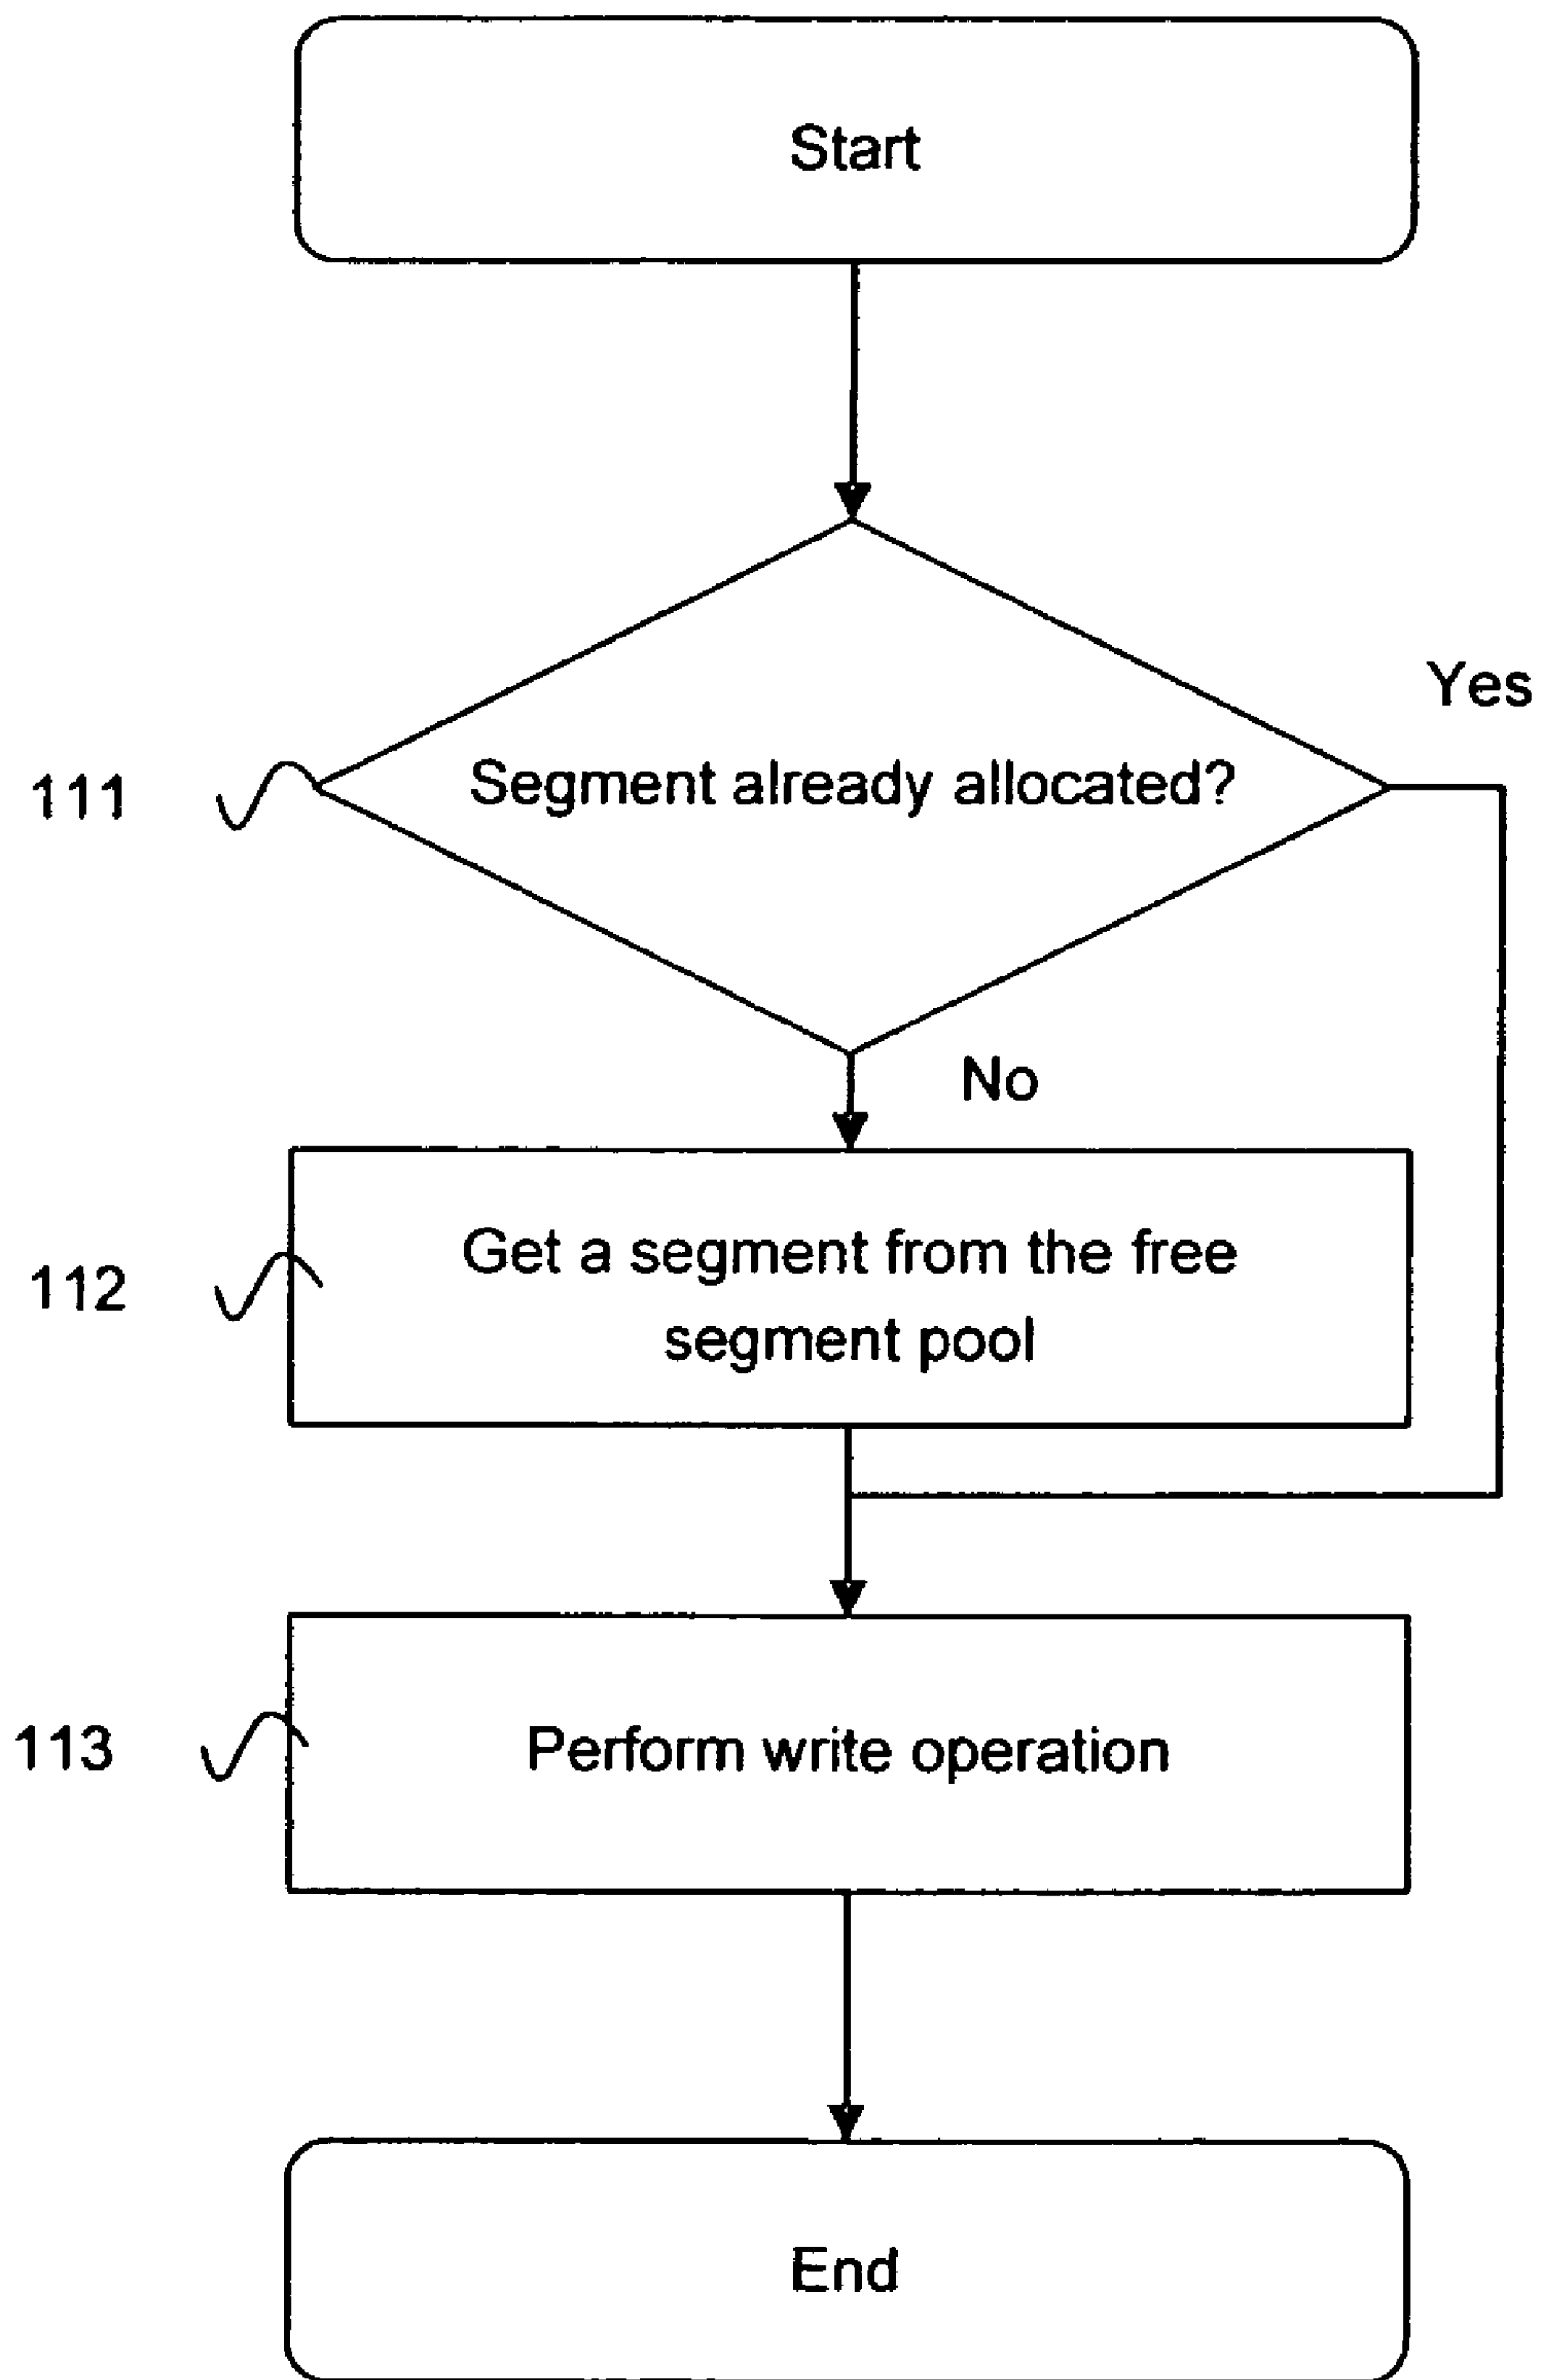 Start
Yes
111
Segment already allocated?
No
112
Get a segment from the free
segment pool
113
Perform write operation
End